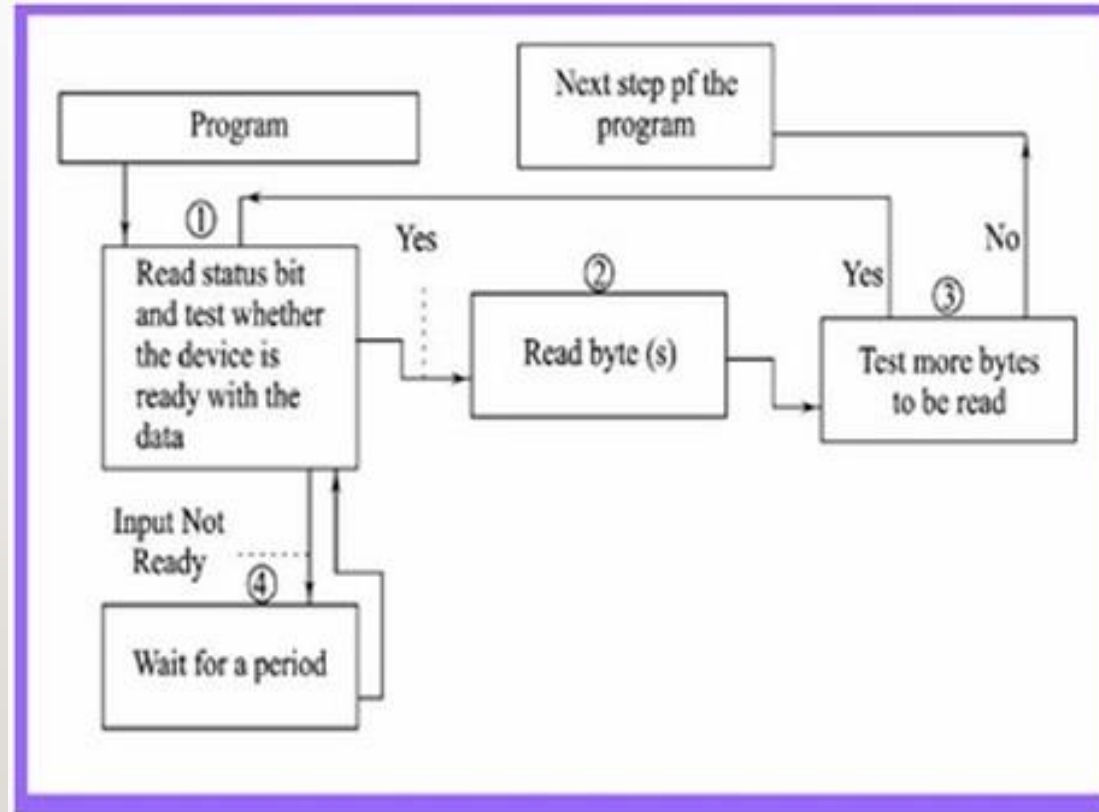 Program
Next step pf the
program
①
Read status bit
and test whether
the device is
ready with the
data
Yes
②
Read byte (s)
Yes
No
③
Test more bytes
to be read
Input Not
Ready
④
Wait for a period